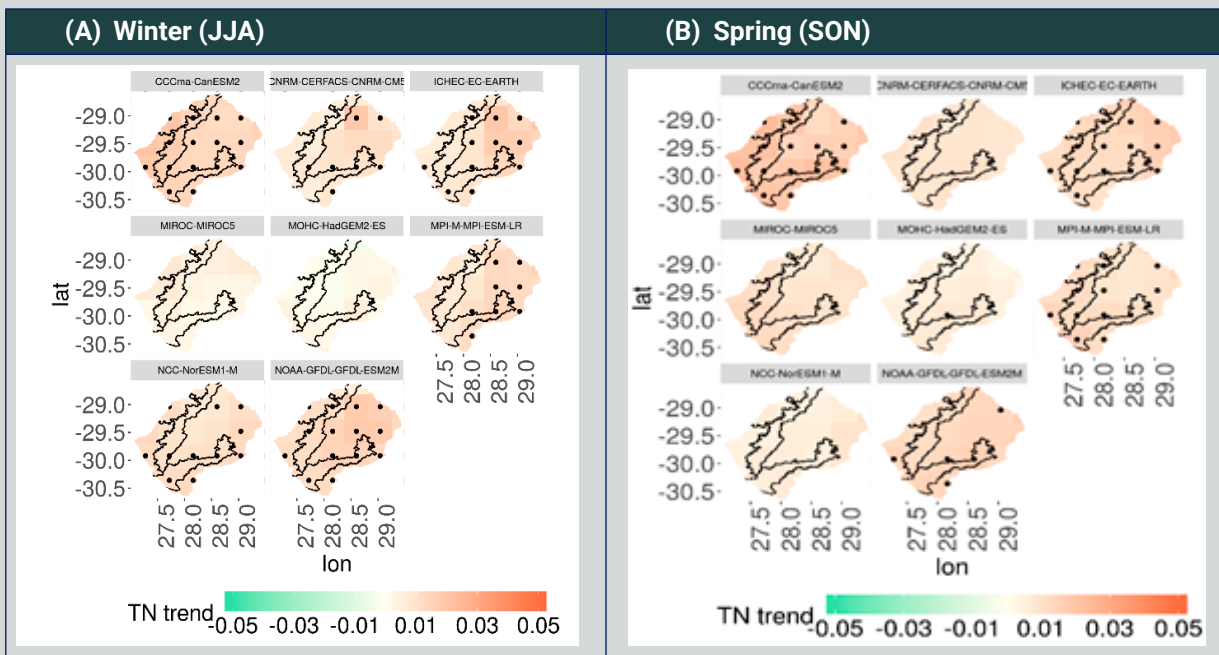 (A) Winter (JJA)
CCCma-CanESM2 CNRM-CERFACS-CNRM-CM5 ICHEC-EC-EARTH
-29.0
-29.5
-30.0
-30.5
MIROC-MIROC5 MOHC-HadGEM2-ES MPI-M-MPI-ESM-LR
lat
-29.0
-29.5
-30.0
-30.5
27.5 28.0 28.5 29.0
NCC-NorESM1-M NOAA-GFDL-GFDL-ESM2M
-29.0
-29.5
-30.0
-30.5
27.5 28.0 28.5 29.0 27.5 28.0 28.5 29.0
lon
TN trend
-0.05 -0.03 -0.01 0.01 0.03 0.05
(B) Spring (SON)
CCCma-CanESM2 CNRM-CERFACS-CNRM-CM5 ICHEC-EC-EARTH
-29.0
-29.5
-30.0
-30.5
MIROC-MIROC5 MOHC-HadGEM2-ES MPI-M-MPI-ESM-LR
lat
-29.0
-29.5
-30.0
-30.5
27.5 28.0 28.5 29.0
NCC-NorESM1-M NOAA-GFDL-GFDL-ESM2M
-29.0
-29.5
-30.0
-30.5
27.5 28.0 28.5 29.0 27.5 28.0 28.5 29.0
lon
TN trend
-0.05 -0.03 -0.01 0.01 0.03 0.05